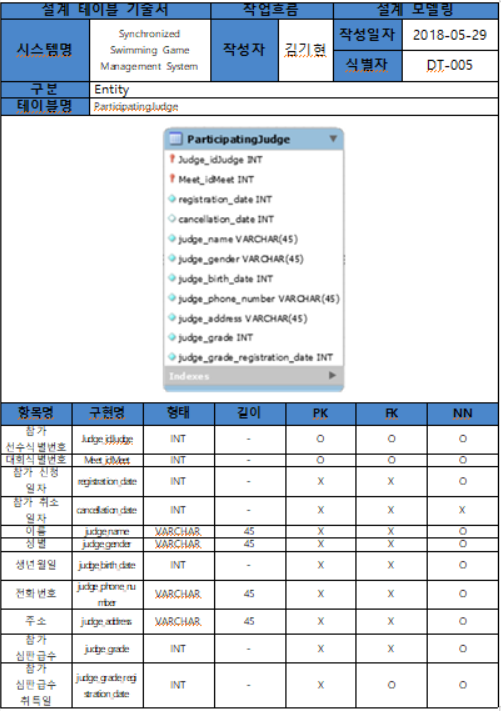 설계 테이블 기술서 작업흐름 설계 모델링
시스템명 Synchronized Swimming Game Management System 작성자 김기현 작성일자 2018-05-29
식별자 DT-005
구분 Entity
테이블명 ParticipatingJudge
ParticipatingJudge
Judge_idJudge INT
Meet_idMeet INT
registration_date INT
cancellation_date INT
judge_name VARCHAR(45)
judge_gender VARCHAR(45)
judge_birth_date INT
judge_phone_number VARCHAR(45)
judge_address VARCHAR(45)
judge_grade INT
judge_grade_registration_date INT
Indexes
항목명 구현명 형태 길이 PK FK NN
참가 선수식별번호 Judge_idJudge INT - O O O
대회식별번호 Meet_idMeet INT - O O O
참가 신청 일자 registration_date INT - X X O
참가 취소 일자 cancellation_date INT - X X X
이름 judge_name VARCHAR 45 X X O
성별 judge_gender VARCHAR 45 X X O
생년월일 judge_birth_date INT - X X O
전화번호 judge_phone_number VARCHAR 45 X X O
주소 judge_address VARCHAR 45 X X O
참가 심판급수 judge_grade INT - X X O
참가 심판급수 취득일 judge_grade_registration_date INT - X O O